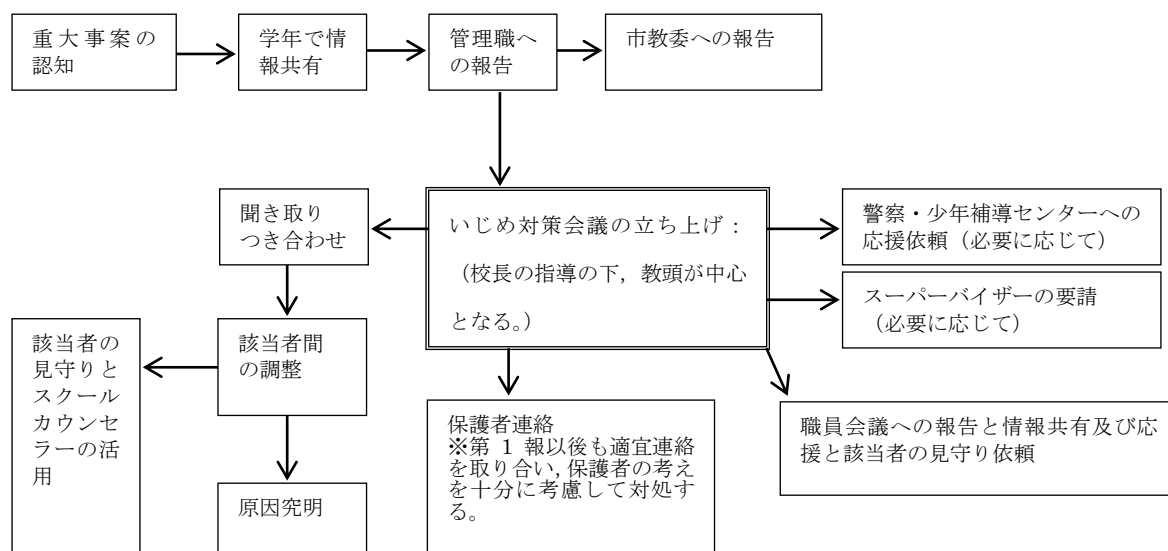 重大事案の
認知
学年で情
報共有
管理職へ
の報告
市教委への報告
聞き取り
つき合わせ
いじめ対策会議の立ち上げ：
（校長の指導の下，教頭が中心
となる。）
警察・少年補導センターへの
応援依頼（必要に応じて）
スーパーバイザーの要請
（必要に応じて）
該当者の
見守りと
スクール
カウンセ
ラーの活
用
該当者間
の調整
保護者連絡
※第 1 報以後も適宜連絡
を取り合い,保護者の考え
を十分に考慮して対処す
る。
職員会議への報告と情報共有及び応
援と該当者の見守り依頼
原因究明